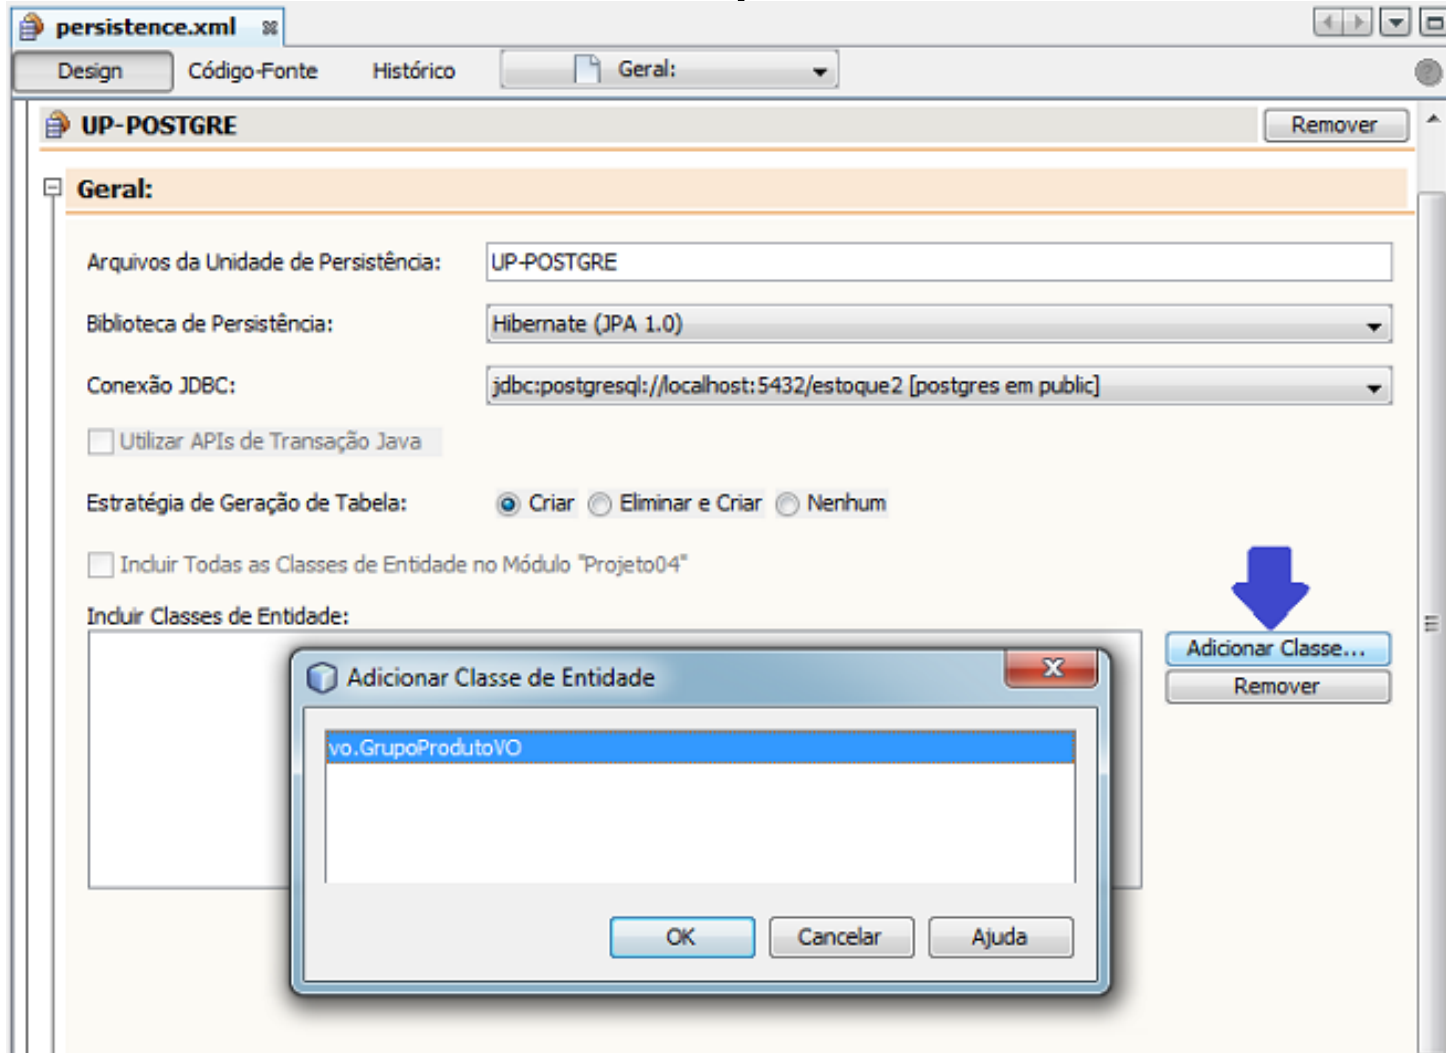 persistence.xml
Design Código-Fonte Histórico Geral:
UP-POSTGRE Remover
Geral:
Arquivos da Unidade de Persistência: UP-POSTGRE
Biblioteca de Persistência: Hibernate (JPA 1.0)
Conexão JDBC: jdbc:postgresql://localhost:5432/estoque2 [postgres em public]
Utilizar APIs de Transação Java
Estratégia de Geração de Tabela: Criar Eliminar e Criar Nenhum
Incluir Todas as Classes de Entidade no Módulo "Projeto04"
Incluir Classes de Entidade:
Adicionar Classe...
Remover
Adicionar Classe de Entidade
vo.GrupoProdutoVO
OK Cancelar Ajuda